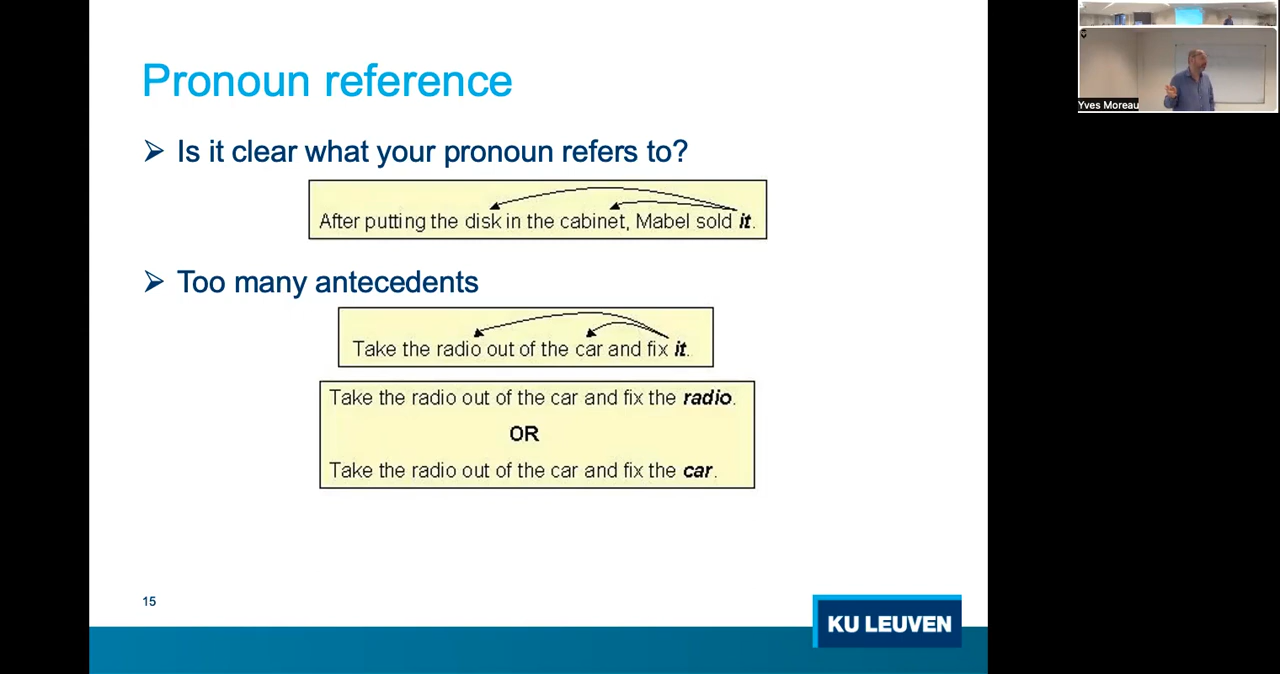 Pronoun reference
➢ Is it clear what your pronoun refers to?
After putting the disk in the cabinet, Mabel sold it.
➢ Too many antecedents
Take the radio out of the car and fix it.
Take the radio out of the car and fix the radio.
OR
Take the radio out of the car and fix the car.
15
KU LEUVEN
Yves Moreau